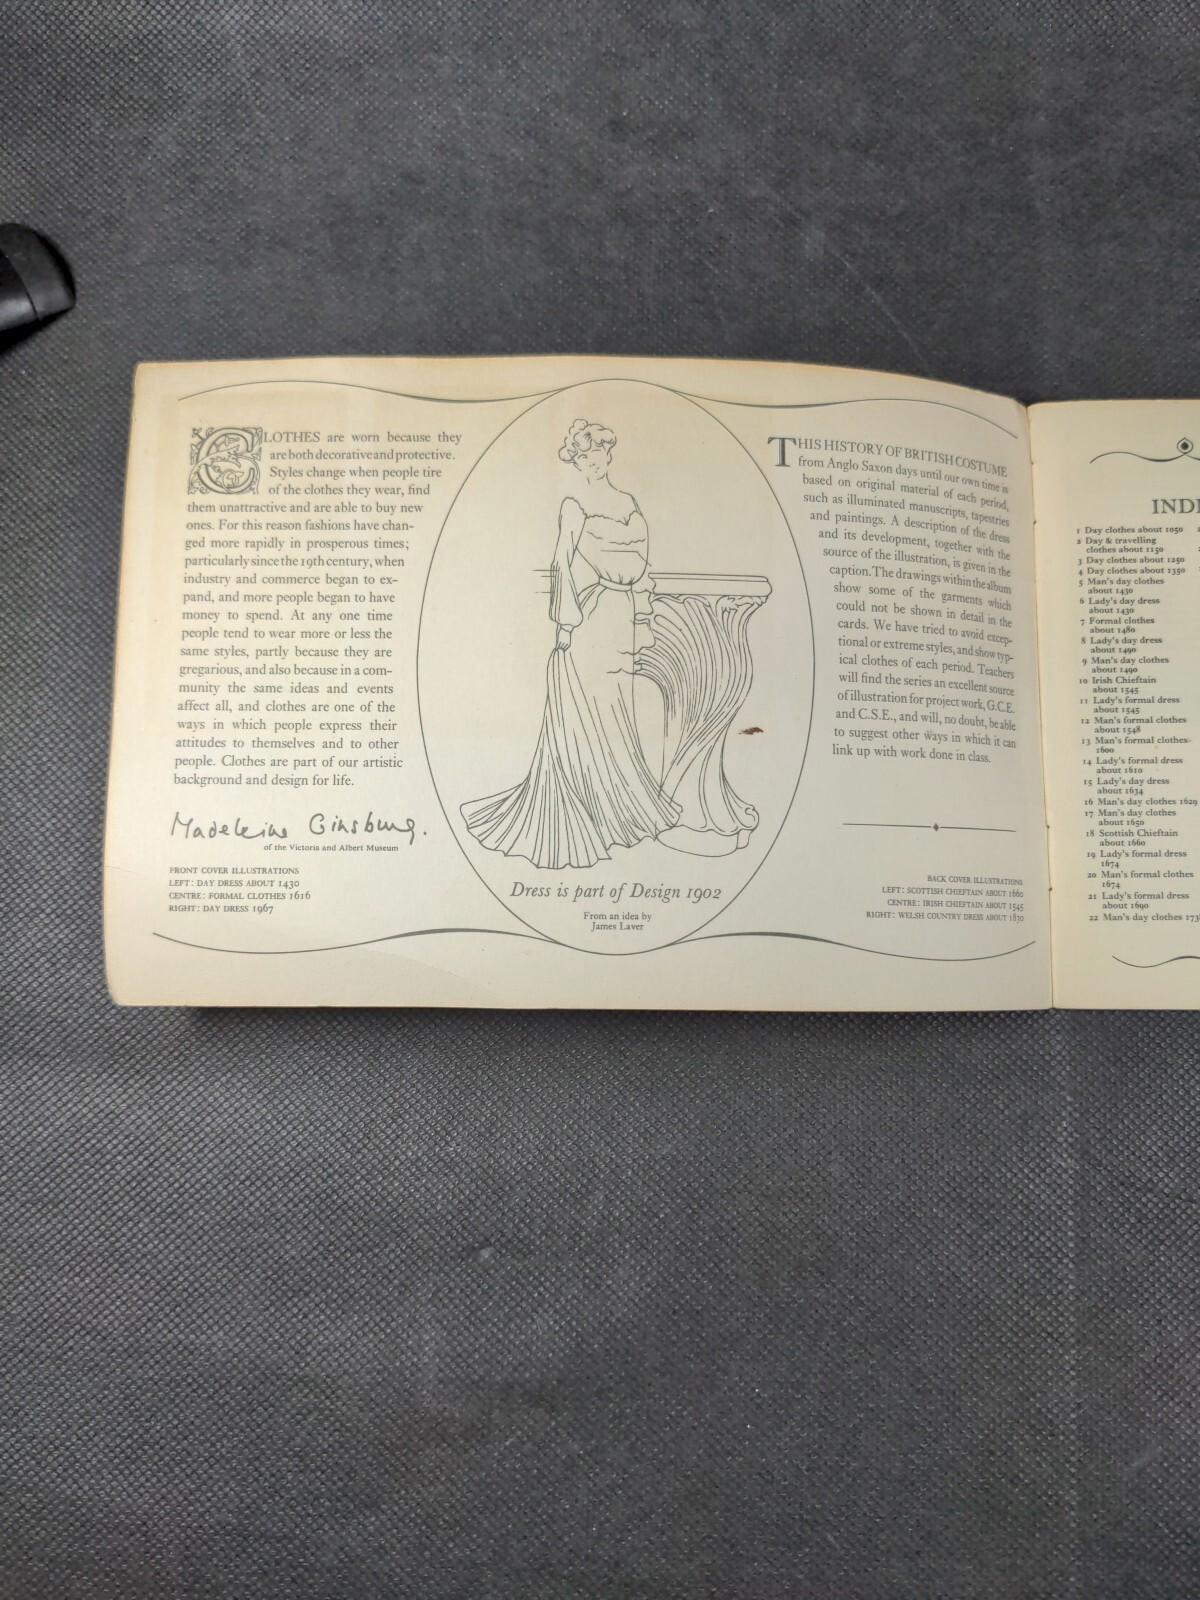 CLOTHES are worn because they
are both decorative and protective.
Styles change when people tire
of the clothes they wear, find
them unattractive and are able to buy new
ones. For this reason fashions have chan-
ged more rapidly in prosperous times;
particularly since the 19th century, when
industry and commerce began to ex-
pand, and more people began to have
money to spend. At any one time
people tend to wear more or less the
same styles, partly because they are
gregarious, and also because in a com-
munity the same ideas and events
affect all, and clothes are one of the
ways in which people express their
attitudes to themselves and to other
people. Clothes are part of our artistic
background and design for life.
Madeleine Ginsburg.
of the Victoria and Albert Museum
FRONT COVER ILLUSTRATIONS
LEFT: DAY DRESS ABOUT 1430
CENTRE: FORMAL CLOTHES 1616
RIGHT: DAY DRESS 1967
Dress is part of Design 1902
From an idea by
James Laver
THIS HISTORY OF BRITISH COSTUME
from Anglo Saxon days until our own time is
based on original material of each period,
such as illuminated manuscripts, tapestries
and paintings. A description of the dress
and its development, together with the
source of the illustration, is given in the
caption. The drawings within the album
show some of the garments which
could not be shown in detail in the
cards. We have tried to avoid excep-
tional or extreme styles, and show typ-
ical clothes of each period. Teachers
will find the series an excellent source
of illustration for project work, G.C.E.
and C.S.E., and will, no doubt, be able
to suggest other ways in which it can
link up with work done in class.
BACK COVER ILLUSTRATIONS
LEFT: SCOTTISH CHIEFTAIN ABOUT 1660
CENTRE: IRISH CHIEFTAIN ABOUT 1545
RIGHT: WELSH COUNTRY DRESS ABOUT 1830
1 Day clothes about 1050
2 Day & travelling
clothes about 1150
3 Day clothes about 1250
4 Day clothes about 1350
5 Man's day clothes
about 1430
6 Lady's day dress
about 1430
7 Formal clothes
about 1480
8 Lady's day dress
about 1490
9 Man's day clothes
about 1490
10 Irish Chieftain
about 1545
11 Lady's formal dress
about 1545
12 Man's formal clothes
about 1548
13 Man's formal clothes
1600
14 Lady's formal dress
about 1610
15 Lady's day dress
about 1634
16 Man's day clothes 1629
17 Man's day clothes
about 1650
18 Scottish Chieftain
about 1660
19 Lady's formal dress
1674
20 Man's formal clothes
1674
21 Lady's formal dress
about 1690
22 Man's day clothes